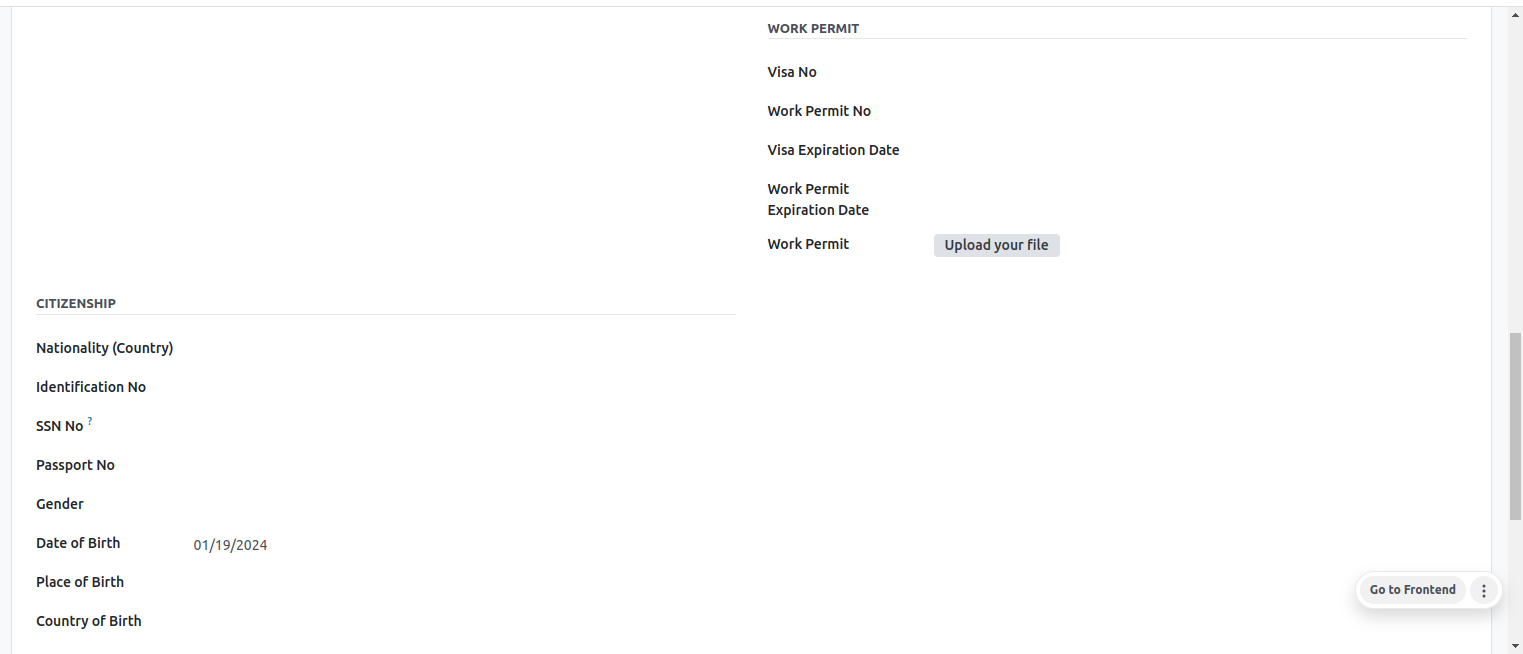 WORK PERMIT
Visa No
Work Permit No
Visa Expiration Date
Work Permit
Expiration Date
Work Permit Upload your file
CITIZENSHIP
Nationality (Country)
Identification No
SSN No ?
Passport No
Gender
Date of Birth 01/19/2024
Place of Birth
Go to Frontend
Country of Birth